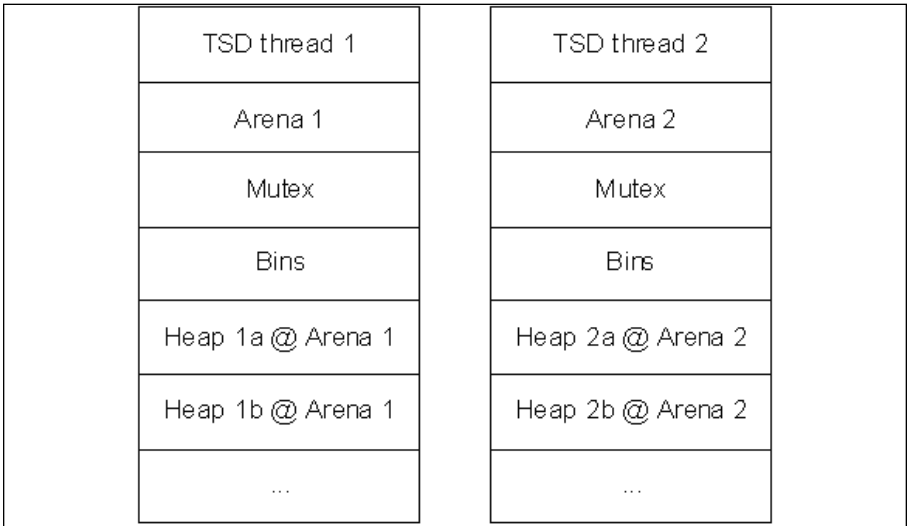 TSD thread 1
Arena 1
Mutex
Bins
Heap 1a @ Arena 1
Heap 1b @ Arena 1
...
TSD thread 2
Arena 2
Mutex
Bins
Heap 2a @ Arena 2
Heap 2b @ Arena 2
...